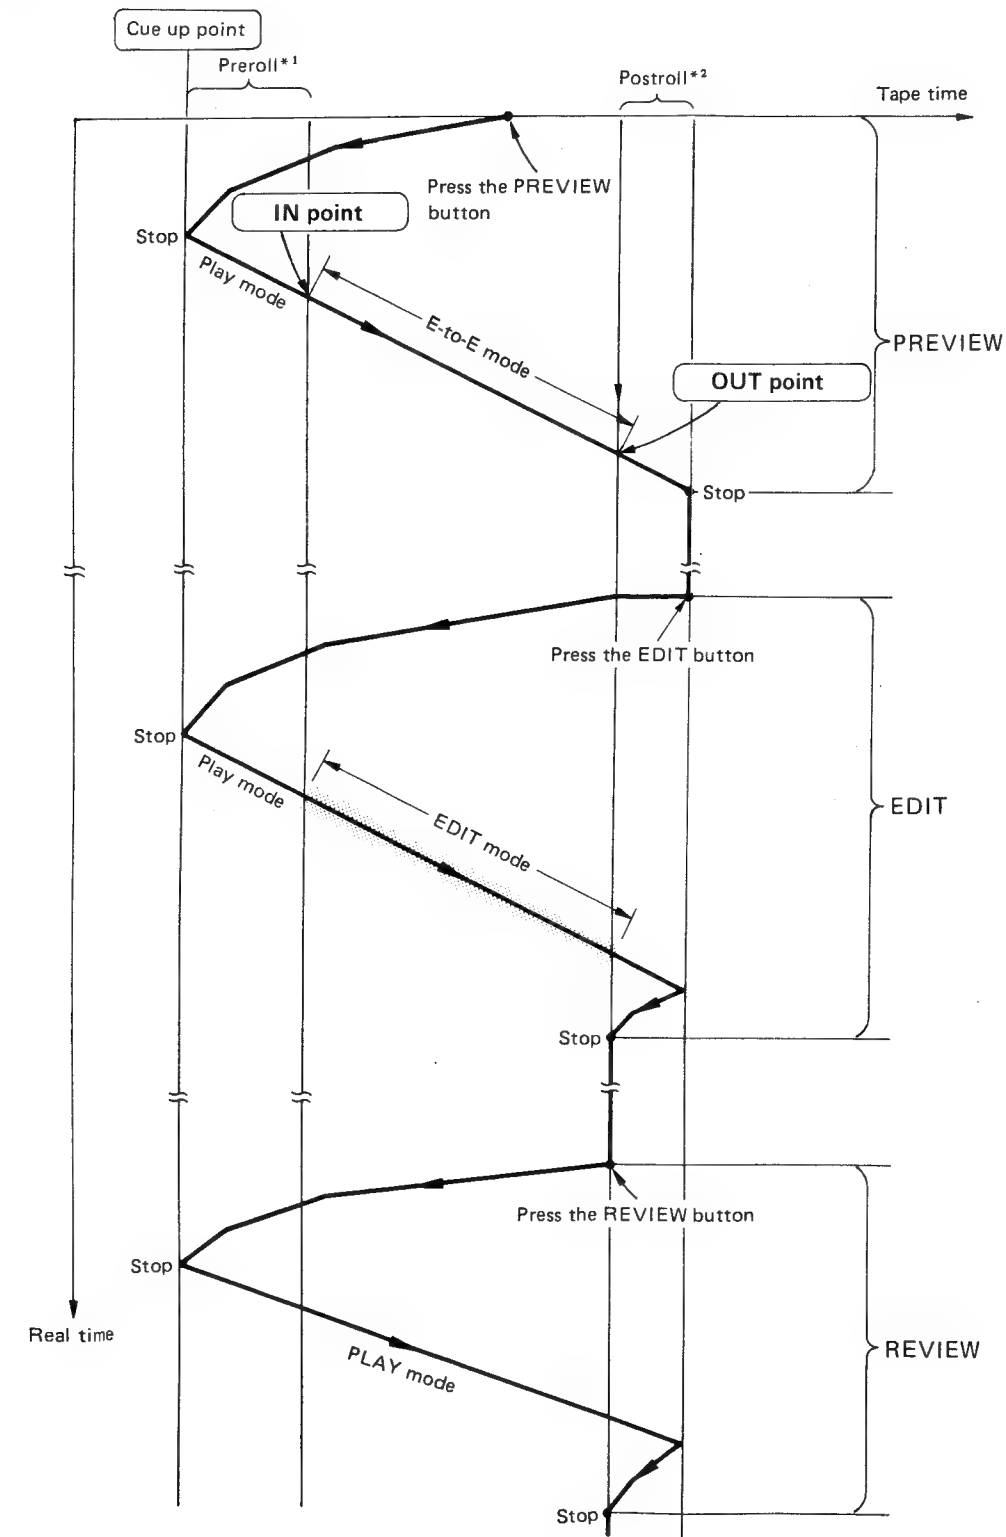 Cue up point
Preroll*1
Postroll*2
Tape time
Press the PREVIEW
button
IN point
Stop
Play mode
E-to-E mode
PREVIEW
OUT point
Stop
Press the EDIT button
Stop
Play mode
EDIT mode
EDIT
Stop
Press the REVIEW button
Stop
Real time
PLAY mode
REVIEW
Stop